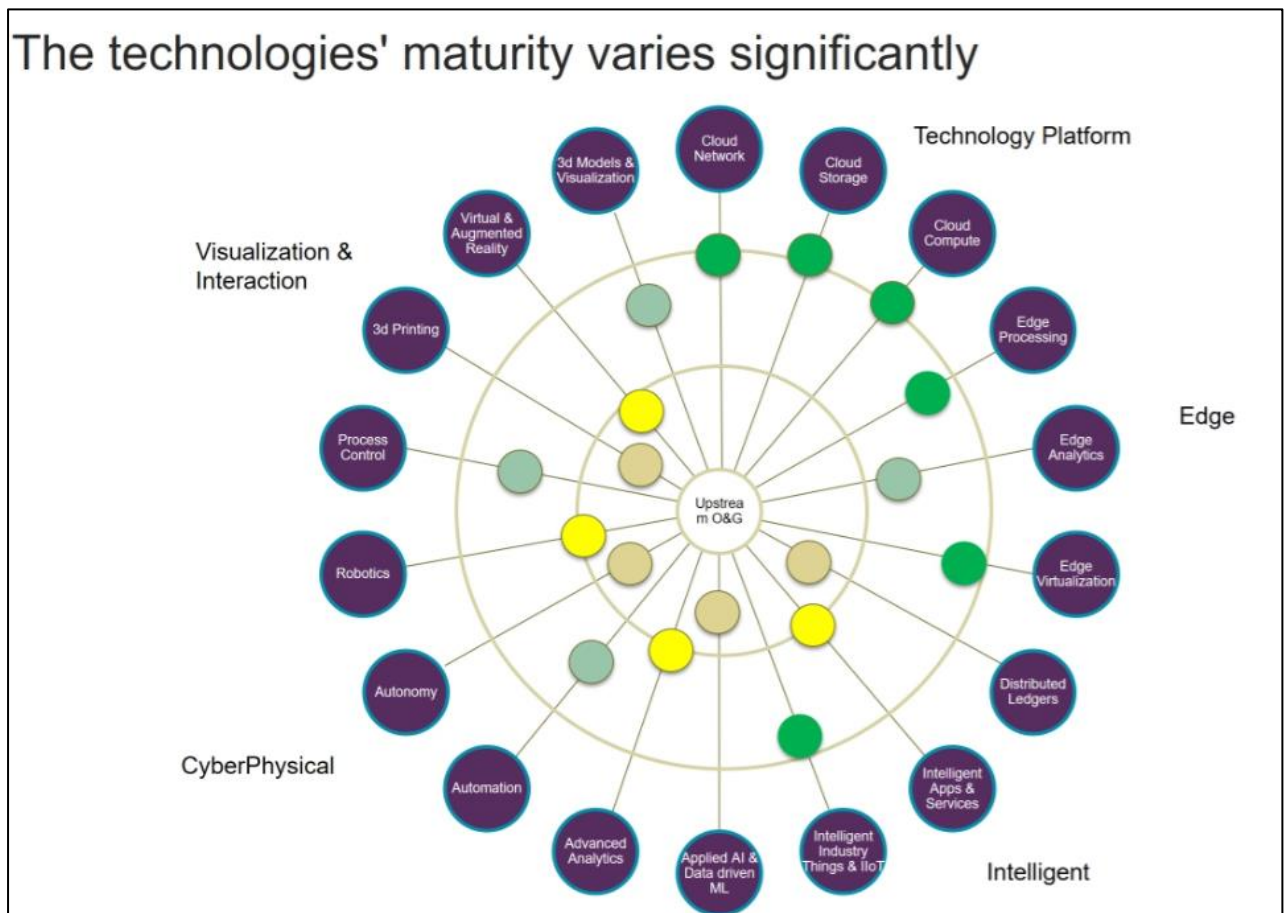 The technologies' maturity varies significantly
Technology Platform
Cloud
Network
Cloud
Storage
Cloud
Compute
Edge
Processing
Edge
Edge
Analytics
Edge
Virtualization
Distributed
Ledgers
Intelligent
Apps &
Services
Intelligent
Intelligent
Industry
Things & IIoT
Applied AI &
Data driven
ML
Advanced
Analytics
Automation
CyberPhysical
Autonomy
Robotics
Process
Control
3d Printing
Visualization &
Interaction
Virtual &
Augmented
Reality
3d Models &
Visualization
Upstrea
m O&G